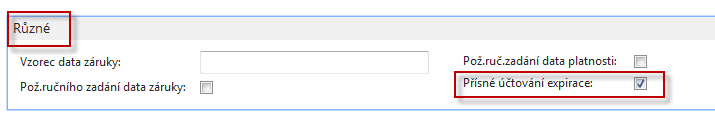 Různé
Vzorec data záruky:
Pož.ručního zadání data záruky:
Pož.ruč.zadání data platnosti:
Přísné účtování expirace: